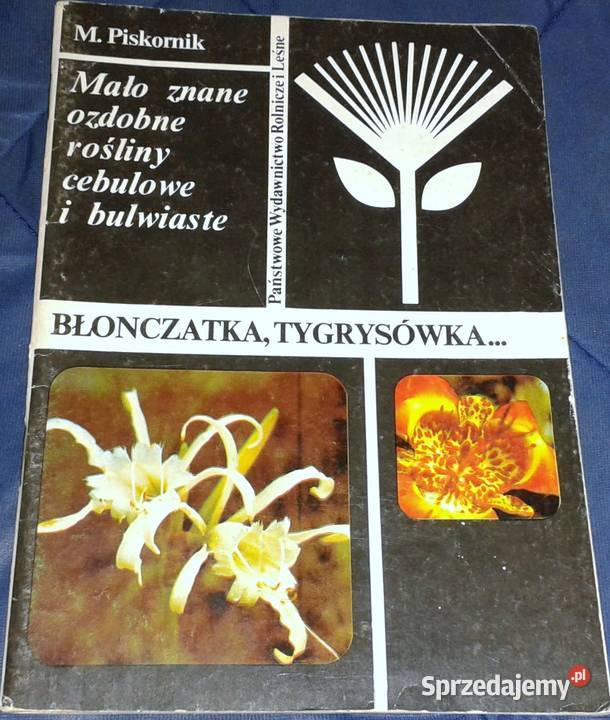 M. Piskornik
Mało znane
ozdobne
rośliny
cebulowe
i bulwiaste
Państwowe Wydawnictwo Rolnicze i Leśne
BŁONCZATKA, TYGRYSÓWKA...
Sprzedajemy.pl